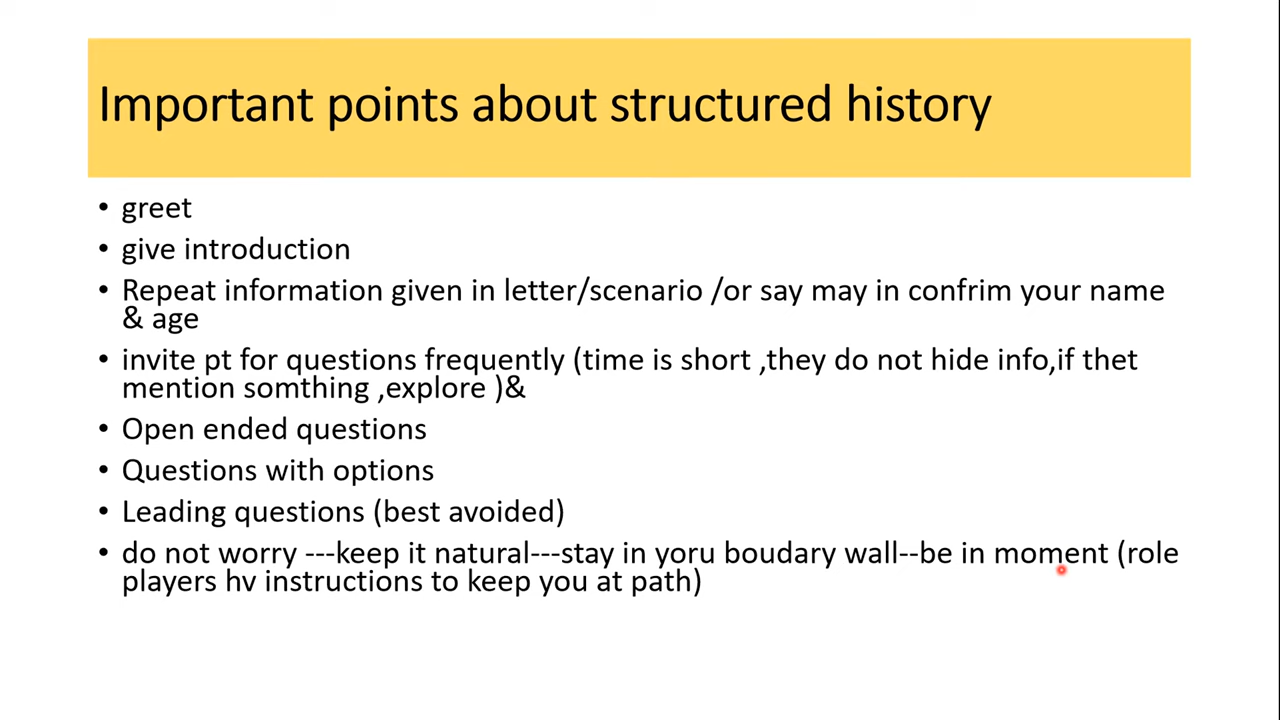 Important points about structured history
• greet
• give introduction
• Repeat information given in letter/scenario /or say may in confrim your name
& age
• invite pt for questions frequently (time is short ,they do not hide info,if thet
mention somthing ,explore )&
• Open ended questions
• Questions with options
• Leading questions (best avoided)
• do not worry ---keep it natural---stay in yoru boudary wall--be in moment (role
players hv instructions to keep you at path)